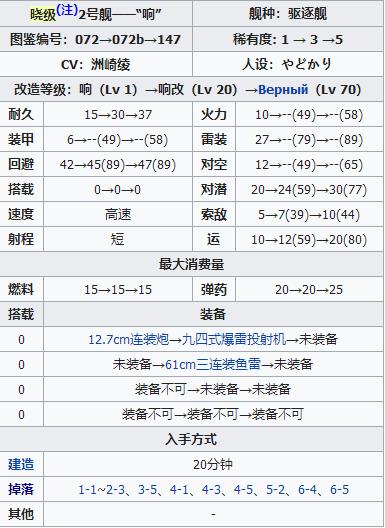 晓级(注)2号舰——“响” 舰种：驱逐舰
图鉴编号：072→072b→147 稀有度：1 → 3 →5
CV：洲崎绫 人设：やどかり
改造等级：响（Lv 1）→响改（Lv 20）→Верный（Lv 70）
耐久 15→30→37 火力 10→--(49)→--(58)
装甲 6→--(49)→--(58) 雷装 27→--(79)→--(89)
回避 42→45(89)→47(89) 对空 12→--(49)→--(65)
搭载 0→0→0 对潜 20→24(59)→30(77)
速度 高速 索敌 5→7(39)→10(44)
射程 短 运 10→12(59)→20(80)
最大消费量
燃料 15→15→15 弹药 20→20→25
搭载 装备
0 12.7cm连装炮→九四式爆雷投射机→未装备
0 未装备→61cm三连装鱼雷→未装备
0 装备不可→未装备→未装备
0 装备不可→装备不可→装备不可
入手方式
建造 20分钟
掉落 1-1~2-3、3-5、4-1、4-3、4-5、5-2、6-4、6-5
其他 -